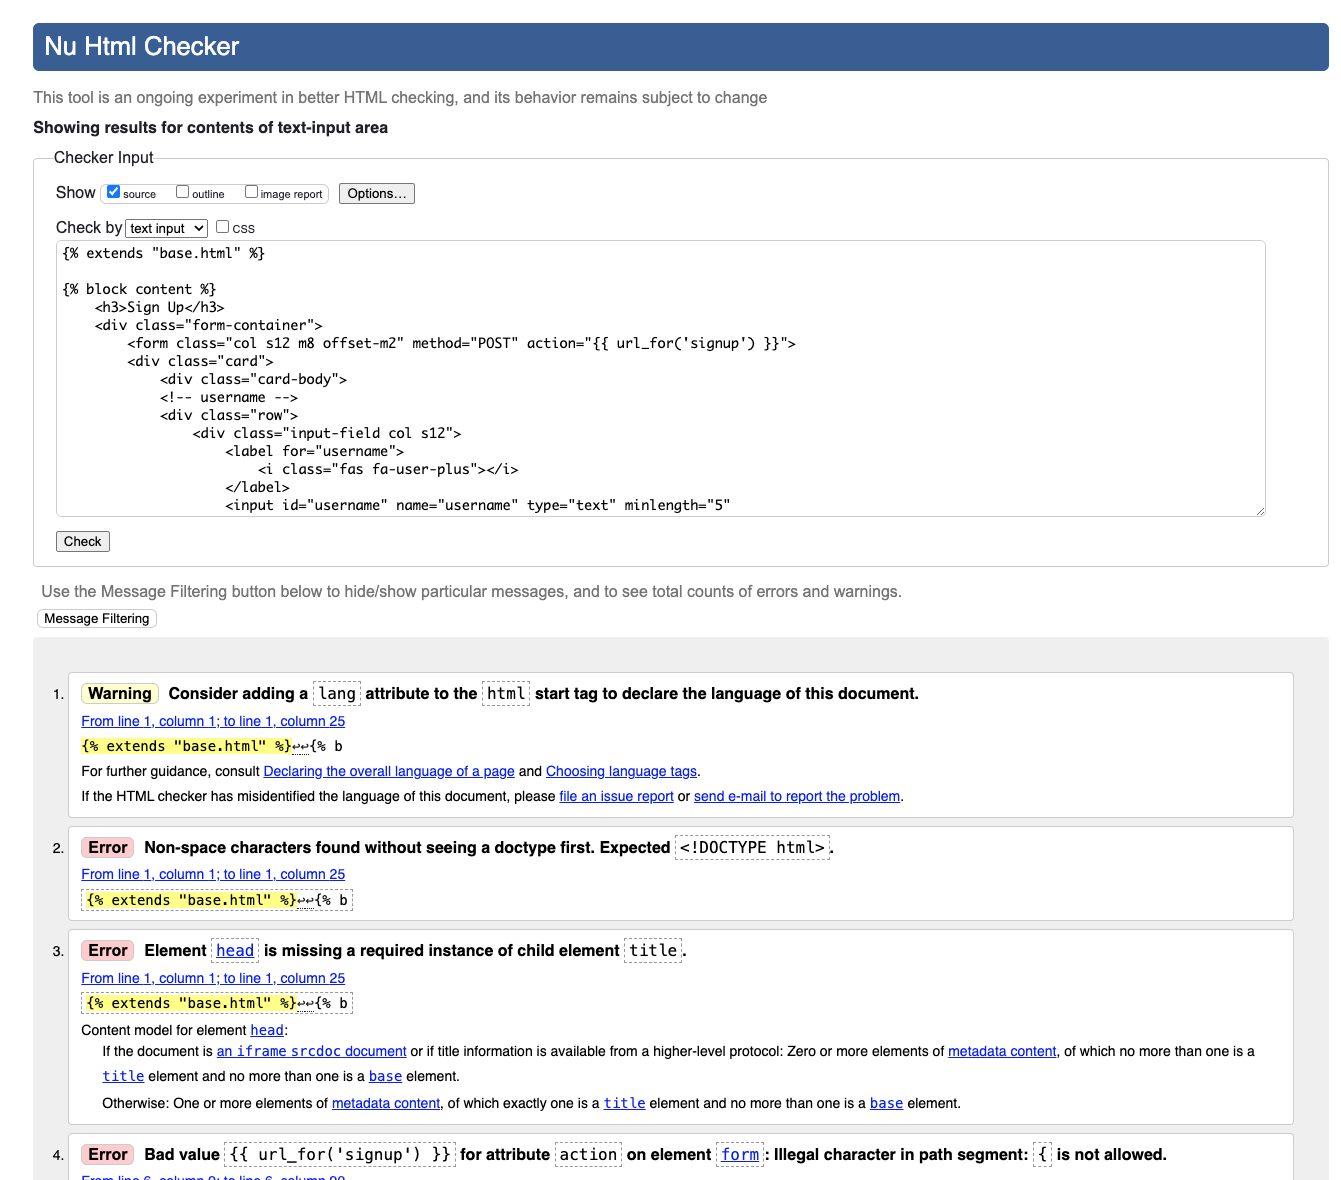 Nu Html Checker
This tool is an ongoing experiment in better HTML checking, and its behavior remains subject to change
Showing results for contents of text-input area
Checker Input
Show source outline image report Options...
Check by text input css
{% extends "base.html" %}
{% block content %}
<h3>Sign Up</h3>
<div class="form-container">
<form class="col s12 m8 offset-m2" method="POST" action="{{ url_for('signup') }}">
<div class="card">
<div class="card-body">
<!-- username -->
<div class="row">
<div class="input-field col s12">
<label for="username">
<i class="fas fa-user-plus"></i>
</label>
<input id="username" name="username" type="text" minlength="5"
Check
Use the Message Filtering button below to hide/show particular messages, and to see total counts of errors and warnings.
Message Filtering
1. Warning Consider adding a lang attribute to the html start tag to declare the language of this document.
From line 1, column 1; to line 1, column 25
{% extends "base.html" %}↩↩{% b
For further guidance, consult Declaring the overall language of a page and Choosing language tags.
If the HTML checker has misidentified the language of this document, please file an issue report or send e-mail to report the problem.
2. Error Non-space characters found without seeing a doctype first. Expected <!DOCTYPE html>.
From line 1, column 1; to line 1, column 25
{% extends "base.html" %}↩↩{% b
3. Error Element head is missing a required instance of child element title.
From line 1, column 1; to line 1, column 25
{% extends "base.html" %}↩↩{% b
Content model for element head:
If the document is an iframe srcdoc document or if title information is available from a higher-level protocol: Zero or more elements of metadata content, of which no more than one is a
title element and no more than one is a base element.
Otherwise: One or more elements of metadata content, of which exactly one is a title element and no more than one is a base element.
4. Error Bad value {{ url_for('signup') }} for attribute action on element form: Illegal character in path segment: { is not allowed.